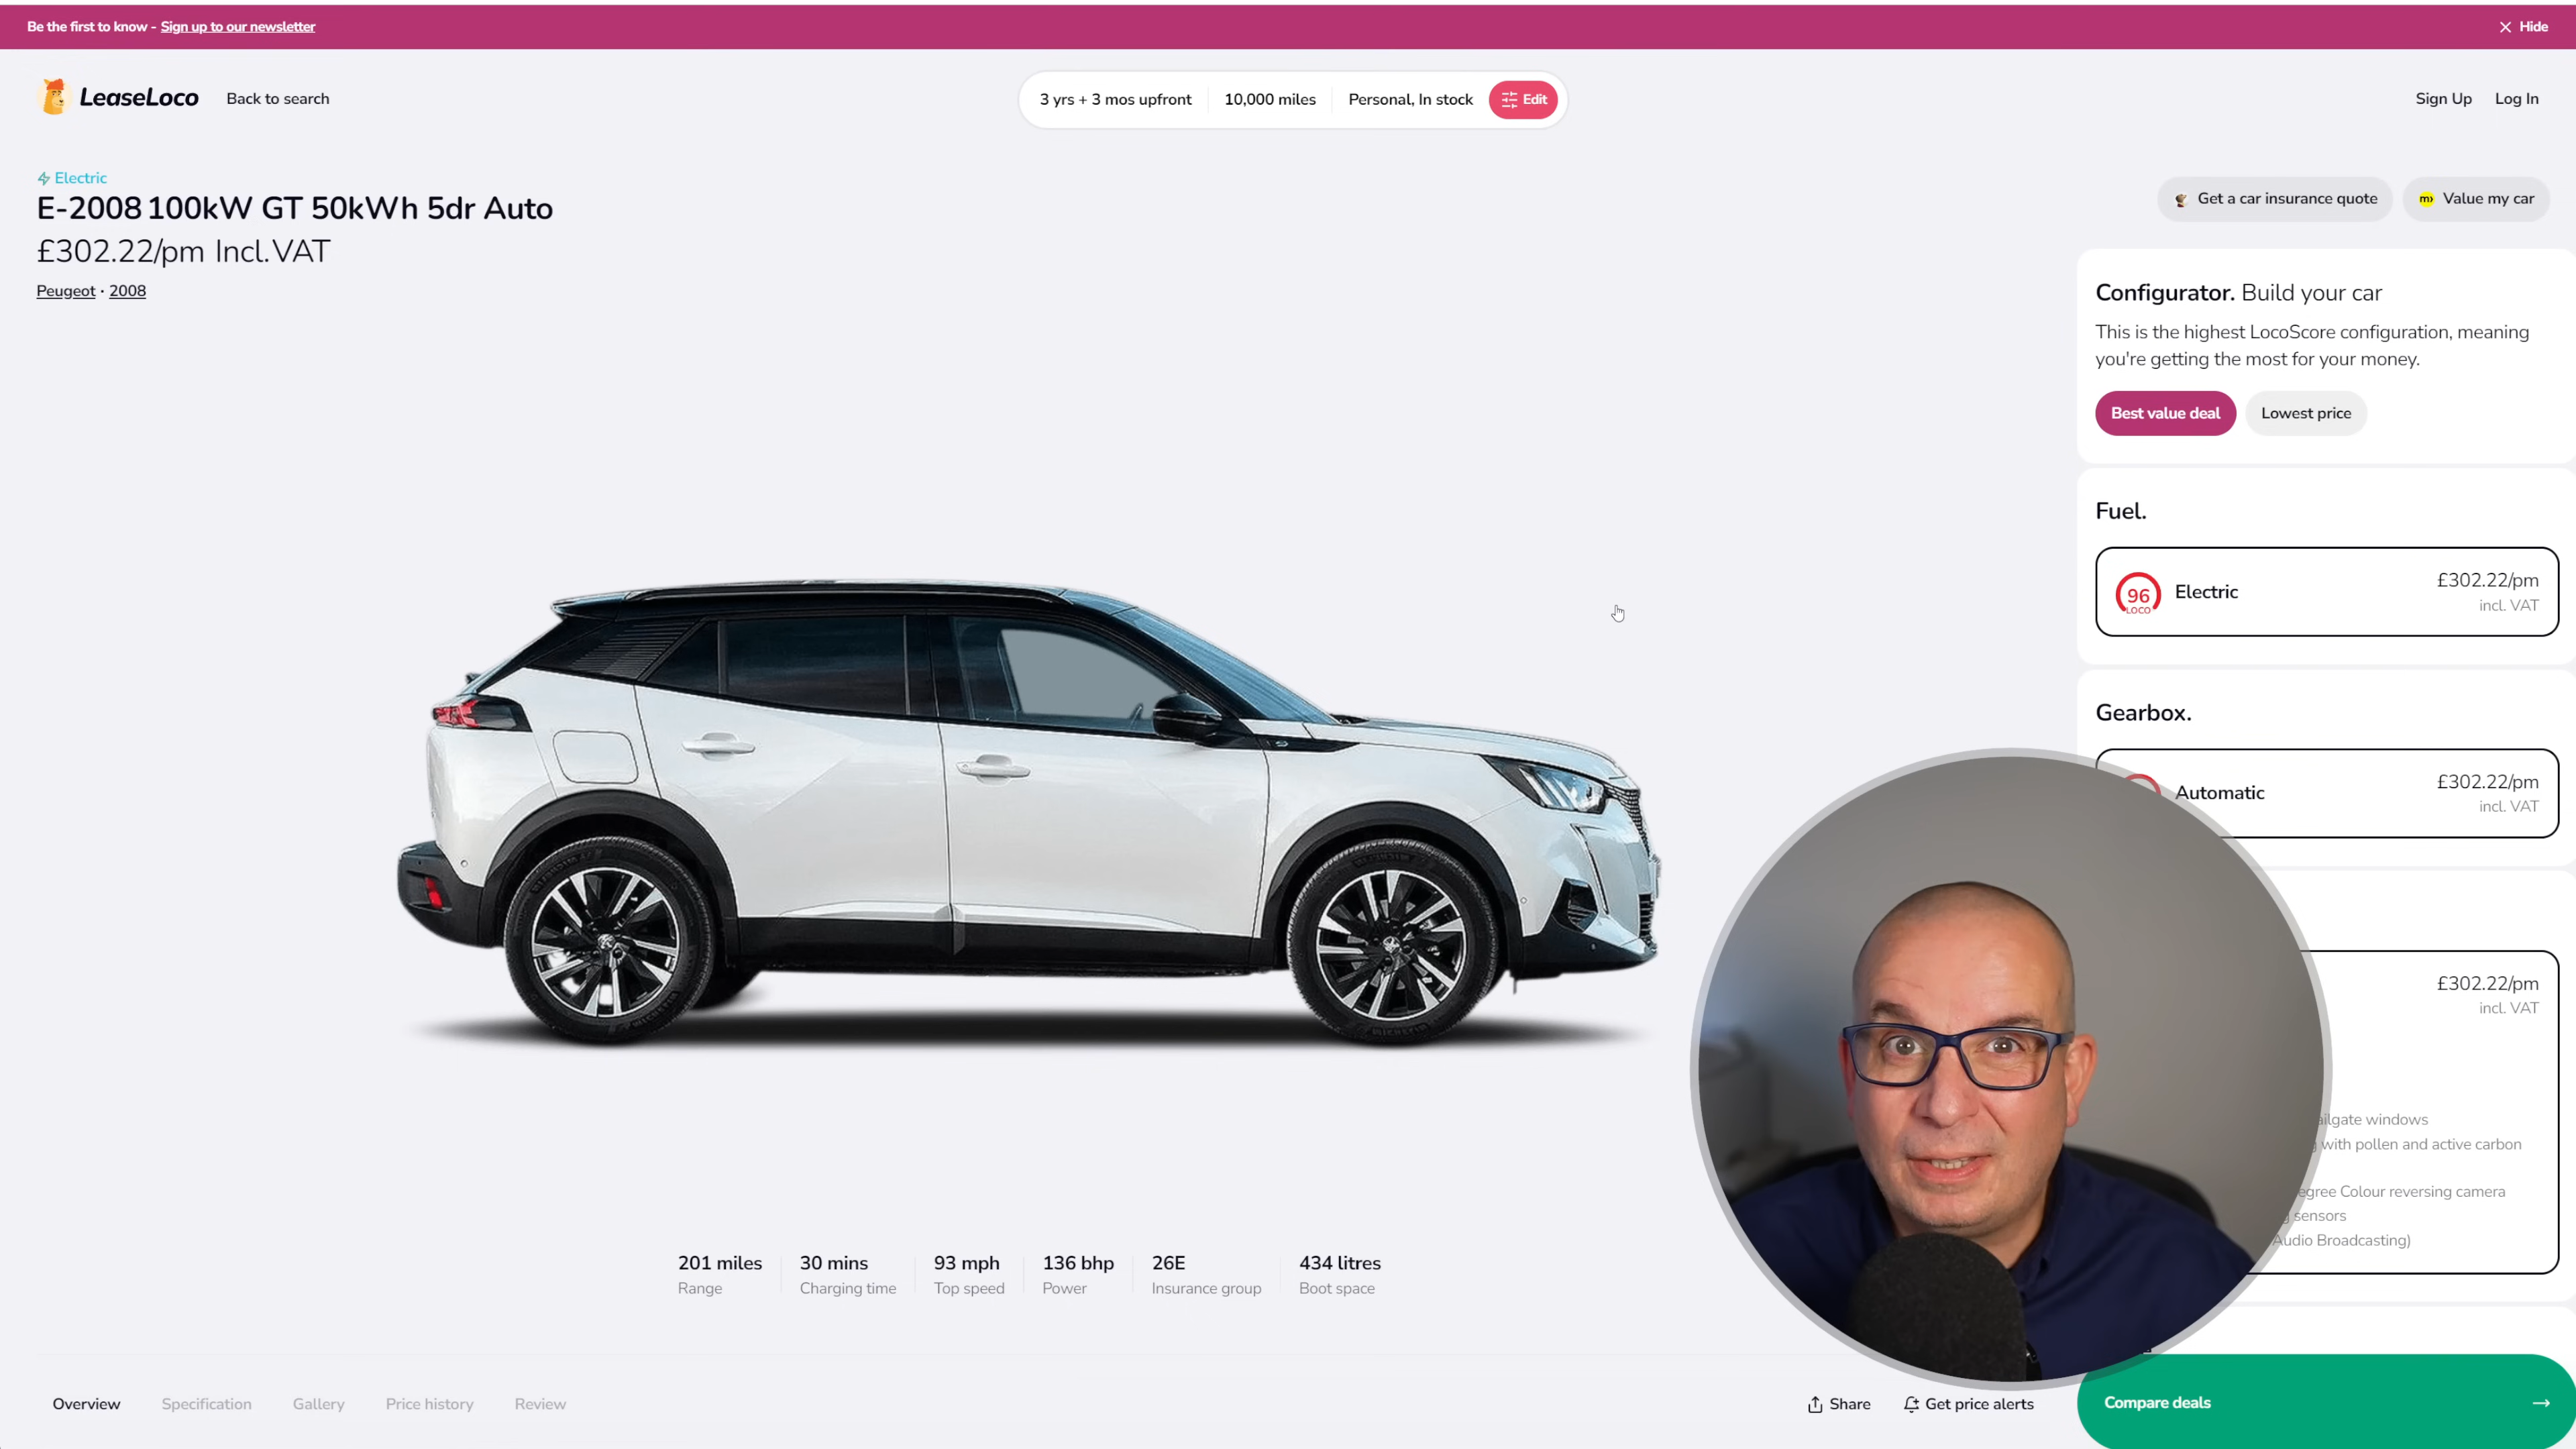 Be the first to know - Sign up to our newsletter
Hide
LeaseLoco
Back to search
3 yrs + 3 mos upfront
10,000 miles
Personal, In stock
Edit
Sign Up
Log In
Electric
E-2008 100kW GT 50kWh 5dr Auto
£302.22/pm Incl.VAT
Peugeot · 2008
Get a car insurance quote
Value my car
Configurator. Build your car
This is the highest LocoScore configuration, meaning
you're getting the most for your money.
Best value deal
Lowest price
Fuel.
96
LOCO
Electric
£302.22/pm
incl. VAT
Gearbox.
Automatic
£302.22/pm
incl. VAT
£302.22/pm
incl. VAT
windows
with pollen and active carbon
Colour reversing camera
sensors
Audio Broadcasting)
201 miles
Range
30 mins
Charging time
93 mph
Top speed
136 bhp
Power
26E
Insurance group
434 litres
Boot space
Overview
Specification
Gallery
Price history
Review
Share
Get price alerts
Compare deals